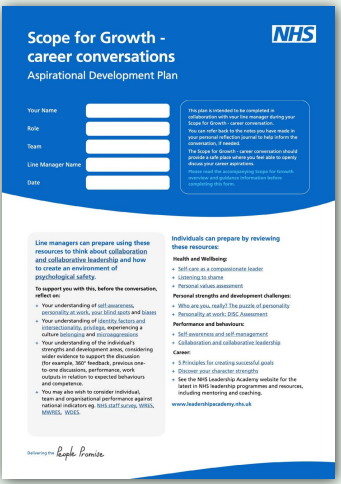 Scope for Growth -
career conversations
Aspirational Development Plan
NHS
Your Name
Role
Team
Line Manager Name
Date
This plan is intended to be completed in
collaboration with your line manager during your
Scope for Growth - career conversation.
You can refer back to the notes you have made in
your personal reflection journal to help inform the
conversation, if needed.
The Scope for Growth - career conversation should
provide a safe place where you feel able to openly
discuss your career aspirations.
Please read the accompanying Scope for Growth
overview and guidance information before
completing this form.
Line managers can prepare using these
resources to think about collaboration
and collaborative leadership and how
to create an environment of
psychological safety.
To support you with this, before the conversation,
reflect on:
+ Your understanding of self awareness,
personality at work, your blind spots and biases
+ Your understanding of identity factors and
intersectionality, privilege, experiencing a
culture belonging and microaggressions
+ Your understanding of the individual's
strengths and development areas, considering
wider evidence to support the discussion
(for example, 360° feedback, previous one-
to-one discussions, performance, work
outputs in relation to expected behaviours
and competence.
+ You may also wish to consider individual,
team and organisational performance against
national indicators eg. NHS staff survey, WRES,
MWRES, WDES.
Individuals can prepare by reviewing
these resources:
Health and Wellbeing:
+ Self-care as a compassionate leader
+ Listening to share
+ Personal values assessment
Personal strengths and development challenges:
+ Who are you, really? The puzzle of personality
+ Personality at work: DISC Assessment
Performance and behaviours:
+ Self-awareness and self-management
+ Collaboration and collaborative leadership
Career:
+ 5 Principles for creating successful goals
+ Discover your character strengths
+ See the NHS Leadership Academy website for the
latest in NHS leadership programmes and resources,
including mentoring and coaching.
www.leadershipacademy.nhs.uk
Delivering the People Promise